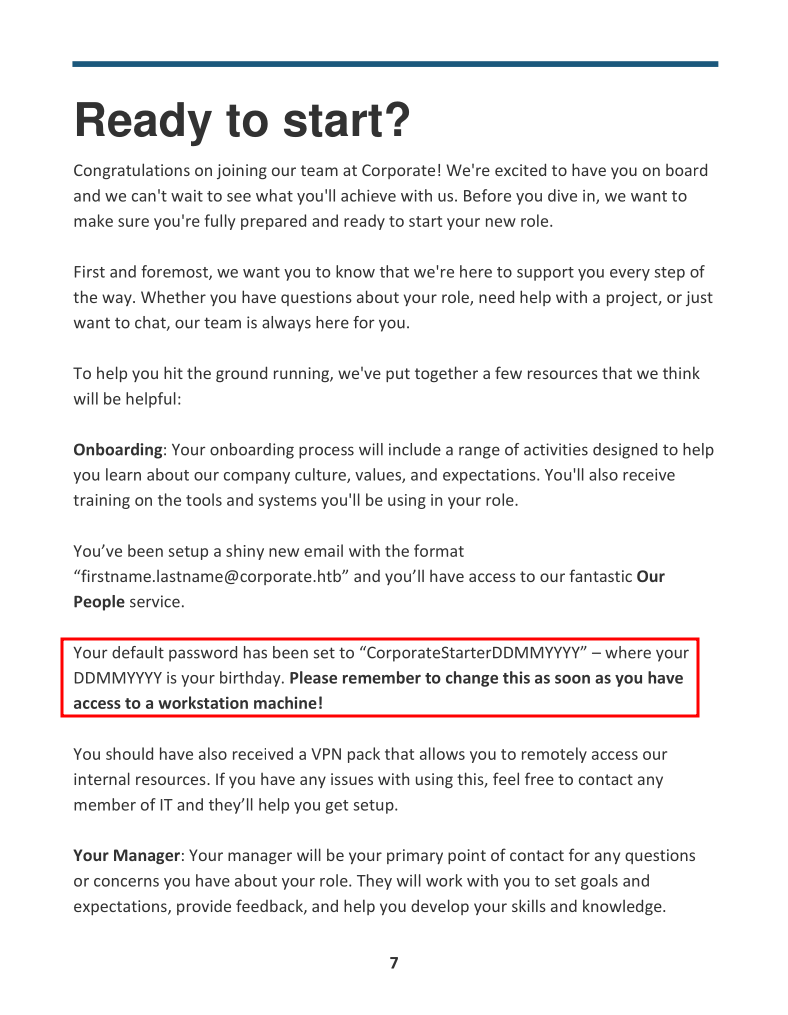 Ready to start?
Congratulations on joining our team at Corporate! We're excited to have you on board
and we can't wait to see what you'll achieve with us. Before you dive in, we want to
make sure you're fully prepared and ready to start your new role.
First and foremost, we want you to know that we're here to support you every step of
the way. Whether you have questions about your role, need help with a project, or just
want to chat, our team is always here for you.
To help you hit the ground running, we've put together a few resources that we think
will be helpful:
Onboarding: Your onboarding process will include a range of activities designed to help
you learn about our company culture, values, and expectations. You'll also receive
training on the tools and systems you'll be using in your role.
You’ve been setup a shiny new email with the format
“firstname.lastname@corporate.htb” and you’ll have access to our fantastic Our
People service.
Your default password has been set to “CorporateStarterDDMMYYYY” – where your
DDMMYYYY is your birthday. Please remember to change this as soon as you have
access to a workstation machine!
You should have also received a VPN pack that allows you to remotely access our
internal resources. If you have any issues with using this, feel free to contact any
member of IT and they’ll help you get setup.
Your Manager: Your manager will be your primary point of contact for any questions
or concerns you have about your role. They will work with you to set goals and
expectations, provide feedback, and help you develop your skills and knowledge.
7